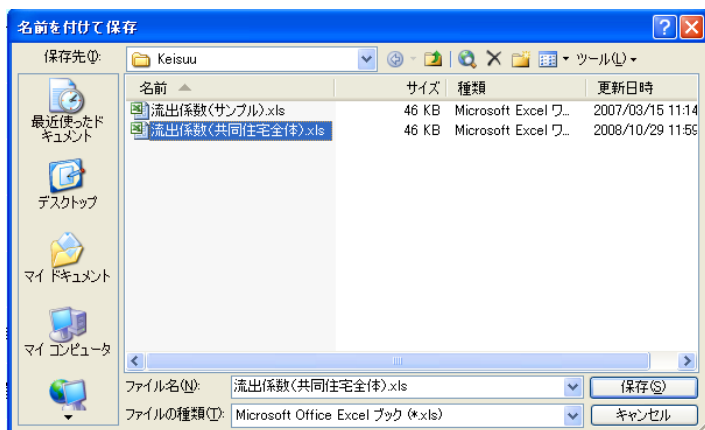 名前を付けて保存
保存先(I): Keisuu ツール(L)
名前 サイズ 種類 更新日時
流出係数(サンプル).xls 46 KB Microsoft Excel ワ... 2007/03/15 11:14
流出係数(共同住宅全体).xls 46 KB Microsoft Excel ワ... 2008/10/29 11:59
最近使ったド
キュメント
デスクトップ
マイ ドキュメント
マイ コンピュータ
ファイル名(N): 流出係数(共同住宅全体).xls 保存(S)
ファイルの種類(T): Microsoft Office Excel ブック (*.xls) キャンセル